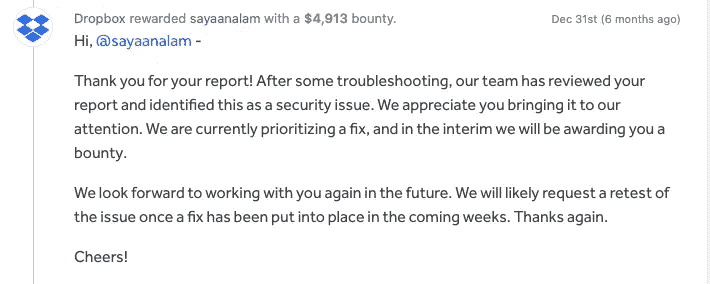 Dropbox rewarded sayaanalam with a $4,913 bounty. Dec 31st (6 months ago)
Hi, @sayaanalam -
Thank you for your report! After some troubleshooting, our team has reviewed your
report and identified this as a security issue. We appreciate you bringing it to our
attention. We are currently prioritizing a fix, and in the interim we will be awarding you a
bounty.
We look forward to working with you again in the future. We will likely request a retest of
the issue once a fix has been put into place in the coming weeks. Thanks again.
Cheers!